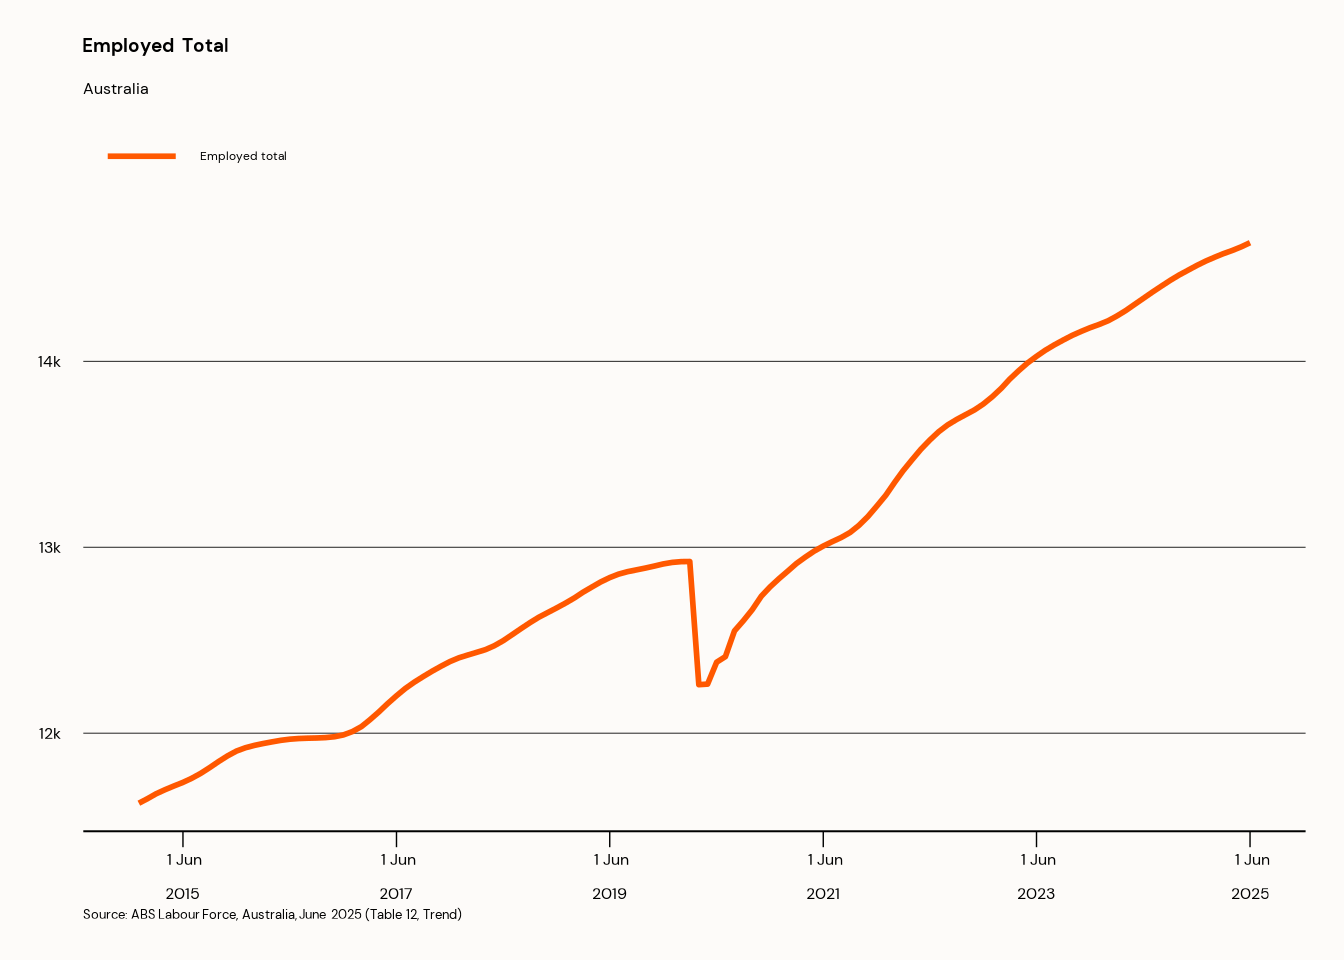 Employed Total
Australia
Employed total
14k
13k
12k
1 Jun 1 Jun 1 Jun 1 Jun 1 Jun 1 Jun
2015 2017 2019 2021 2023 2025
Source: ABS Labour Force, Australia, June 2025 (Table 12, Trend)